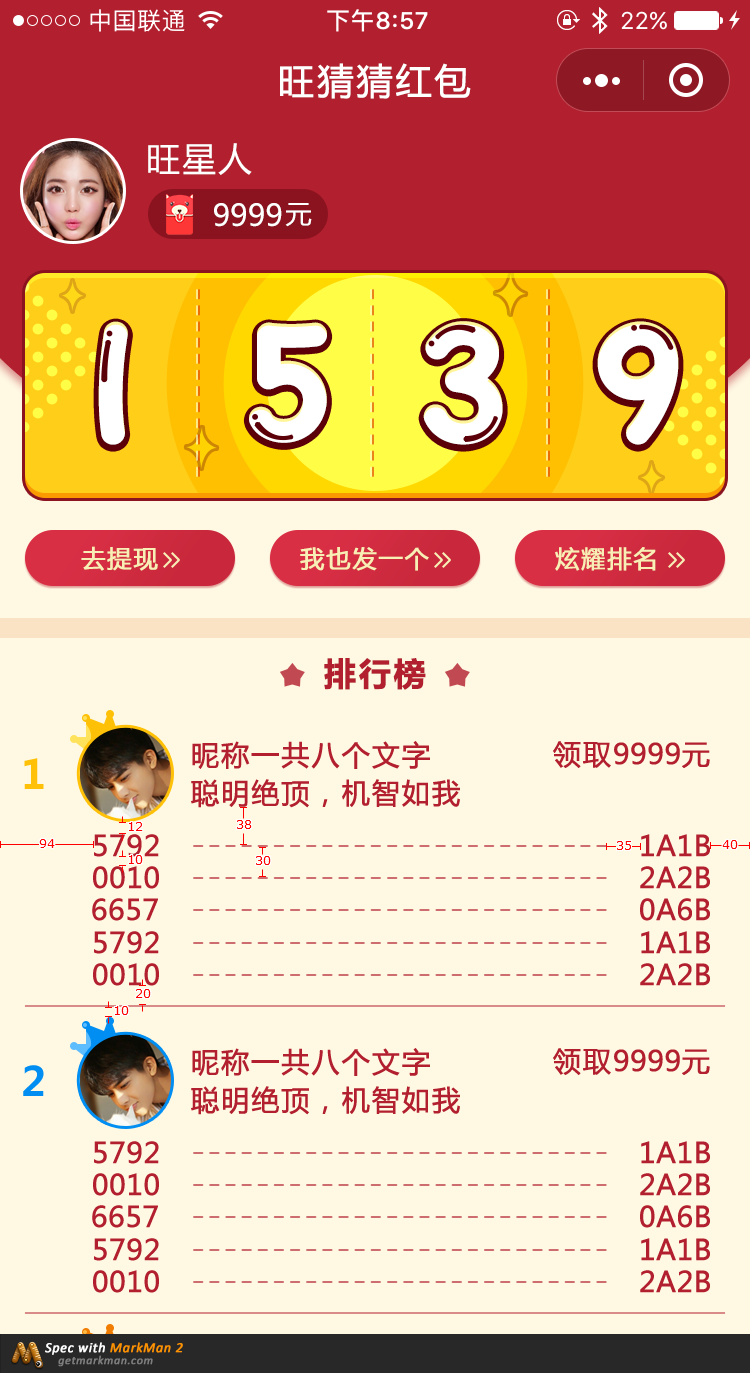 中国联通 下午8:57 22%
旺猜猜红包
旺星人
9999元
1 5 3 9
去提现 我也发一个 炫耀排名
排行榜
1 昵称一共八个文字 领取9999元
聪明绝顶，机智如我
12
38
94 5792 35 1A1B 40
10 30
0010 2A2B
6657 0A6B
5792 1A1B
0010 2A2B
20
10
2 昵称一共八个文字 领取9999元
聪明绝顶，机智如我
5792 1A1B
0010 2A2B
6657 0A6B
5792 1A1B
0010 2A2B
Spec with MarkMan 2
getmarkman.com